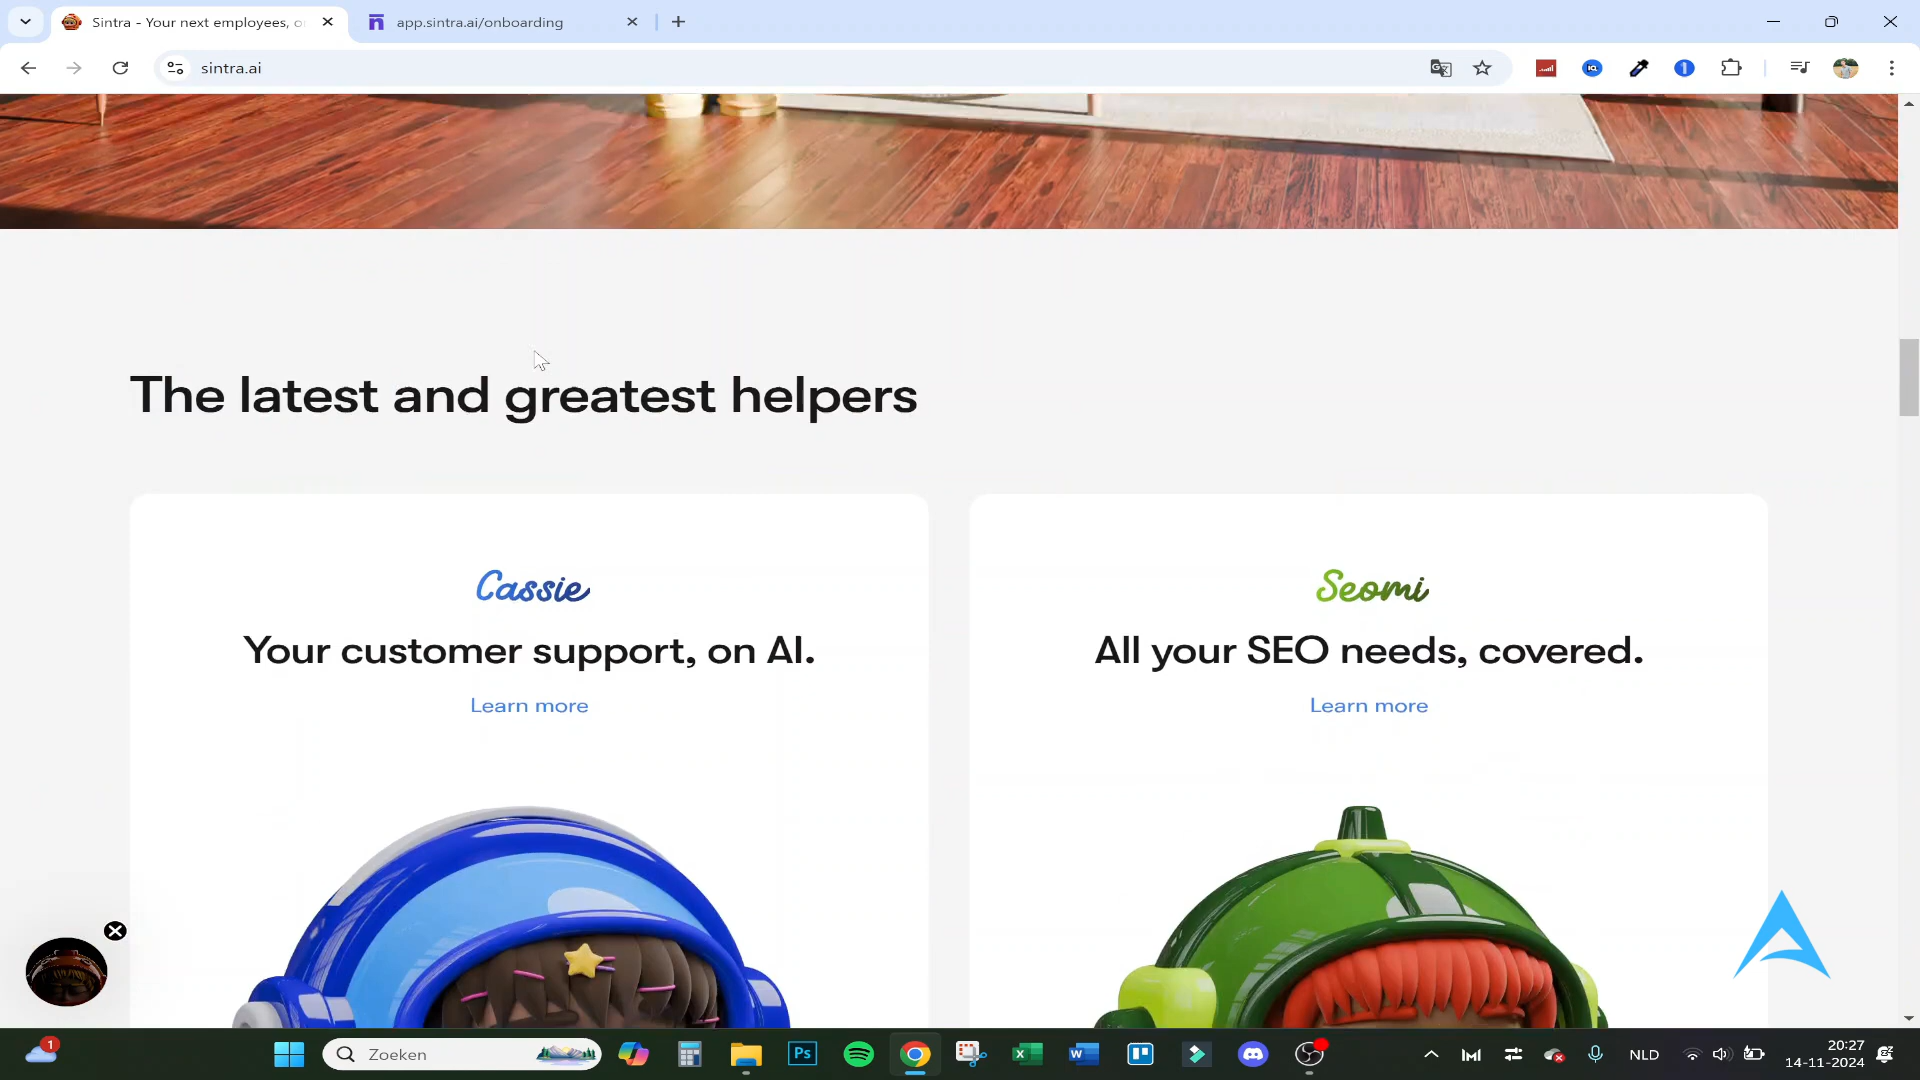 Sintra - Your next employees, o
app.sintra.ai/onboarding
sintra.ai
The latest and greatest helpers
Cassie
Your customer support, on AI.
Learn more
Seomi
All your SEO needs, covered.
Learn more
1
Zoeken
Ps
NLD
20:27
14-11-2024